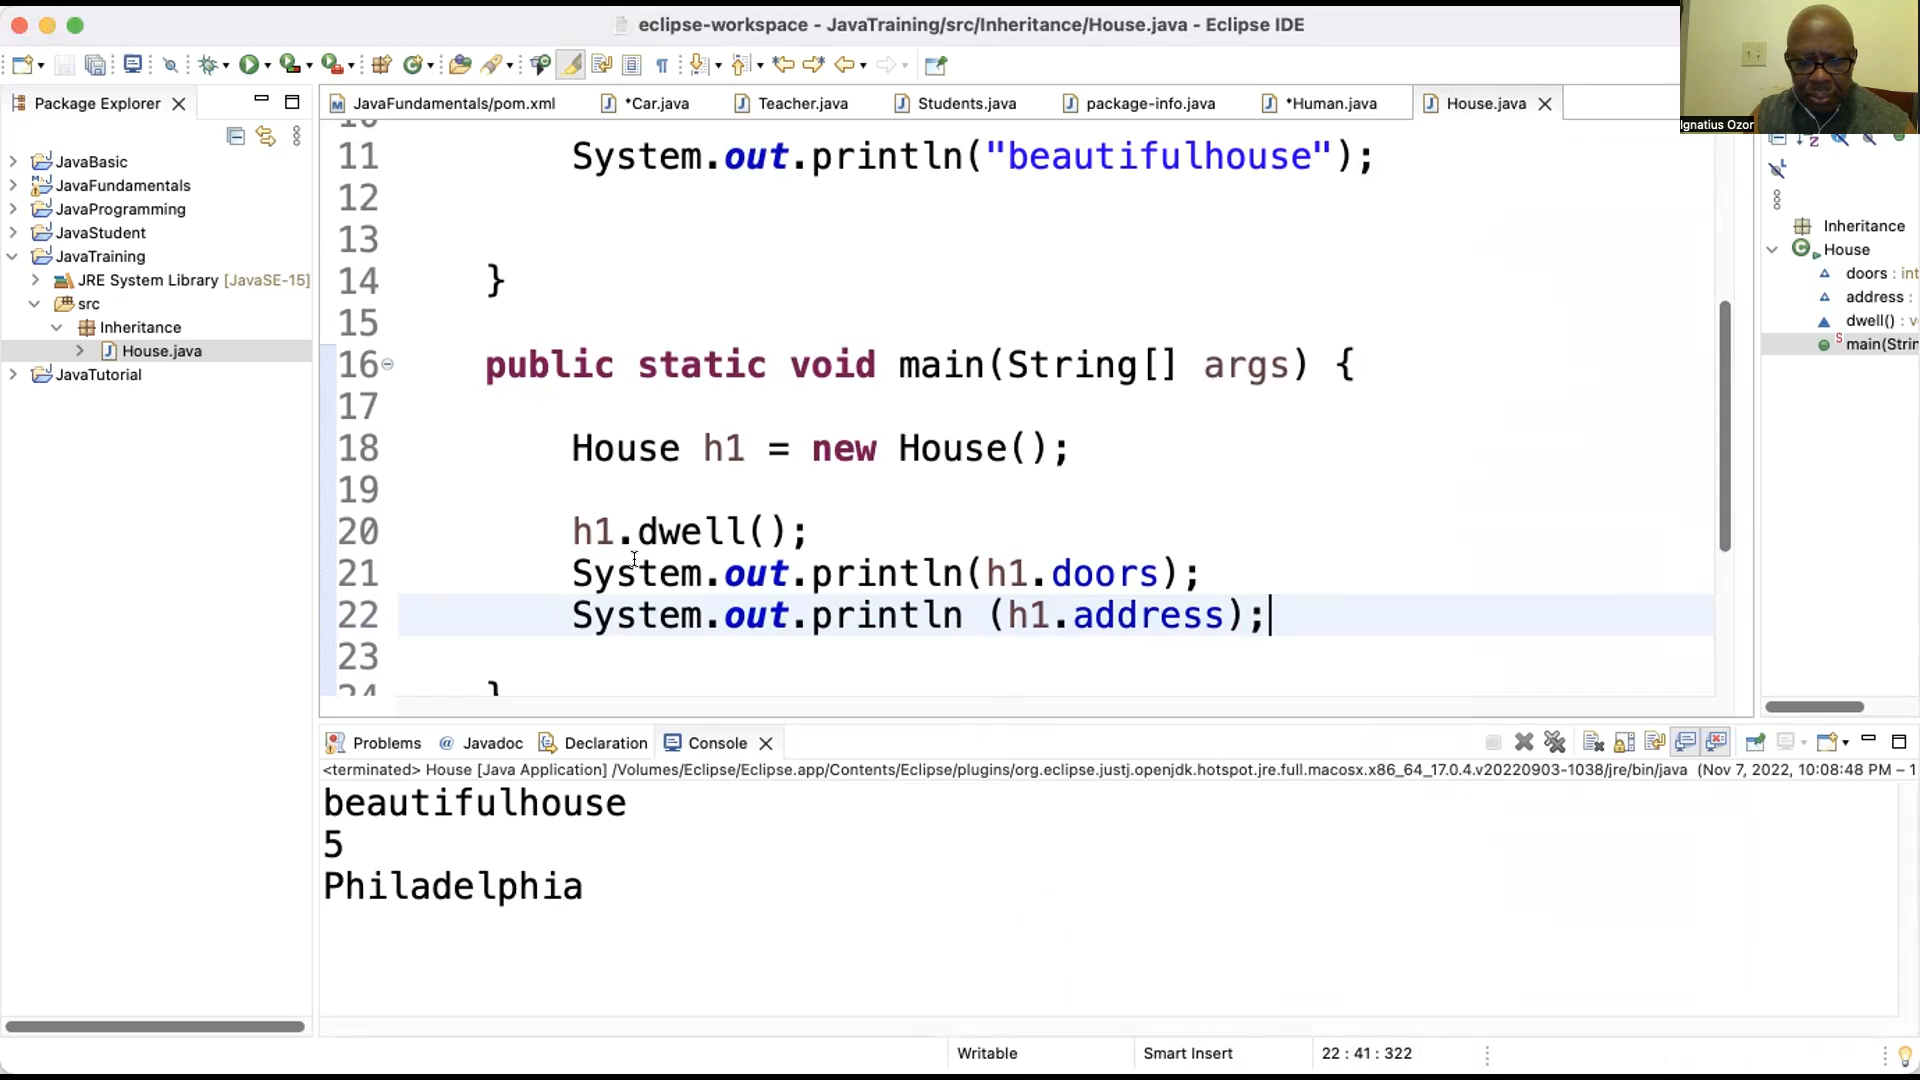 eclipse-workspace - JavaTraining/src/Inheritance/House.java - Eclipse IDE
Ignatius Ozor
Package Explorer
JavaFundamentals/pom.xml
*Car.java
Teacher.java
Students.java
package-info.java
*Human.java
House.java
JavaBasic
JavaFundamentals
JavaProgramming
JavaStudent
JavaTraining
JRE System Library [JavaSE-15]
src
Inheritance
House.java
JavaTutorial
11 System.out.println("beautifulhouse");
12
13
14 }
15
16 public static void main(String[] args) {
17
18 House h1 = new House();
19
20 h1.dwell();
21 System.out.println(h1.doors);
22 System.out.println (h1.address);
23
24 }
Inheritance
House
doors : int
address :
dwell() : v
main(Strin
Problems
@ Javadoc
Declaration
Console
<terminated> House [Java Application] /Volumes/Eclipse/Eclipse.app/Contents/Eclipse/plugins/org.eclipse.justj.openjdk.hotspot.jre.full.macosx.x86_64_17.0.4.v20220903-1038/jre/bin/java (Nov 7, 2022, 10:08:48 PM – 1
beautifulhouse
5
Philadelphia
Writable
Smart Insert
22 : 41 : 322